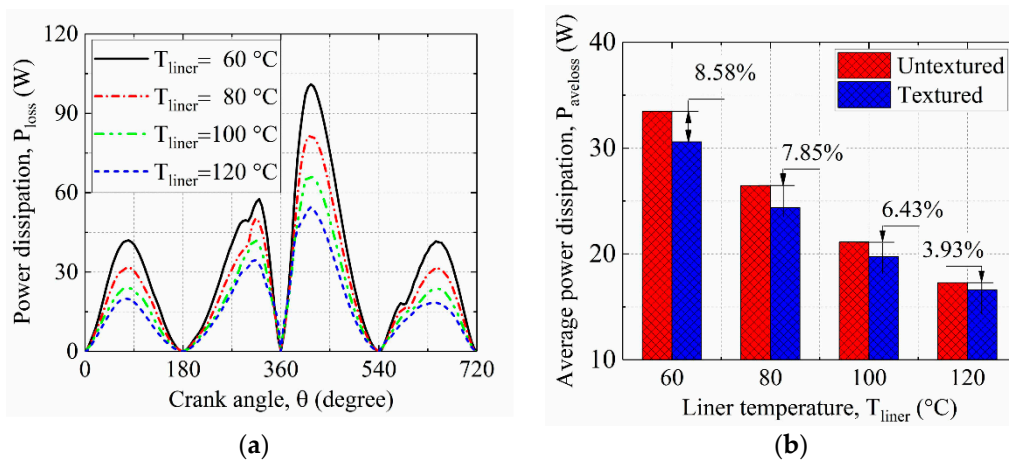 120
90
60
30
0
Power dissipation, P_loss (W)
T_liner= 60 °C
T_liner= 80 °C
T_liner=100 °C
T_liner=120 °C
0 180 360 540 720
Crank angle, θ (degree)
(a)
40
30
20
10
Average power dissipation, P_aveloss (W)
Untextured
Textured
8.58%
7.85%
6.43%
3.93%
60 80 100 120
Liner temperature, T_liner (°C)
(b)